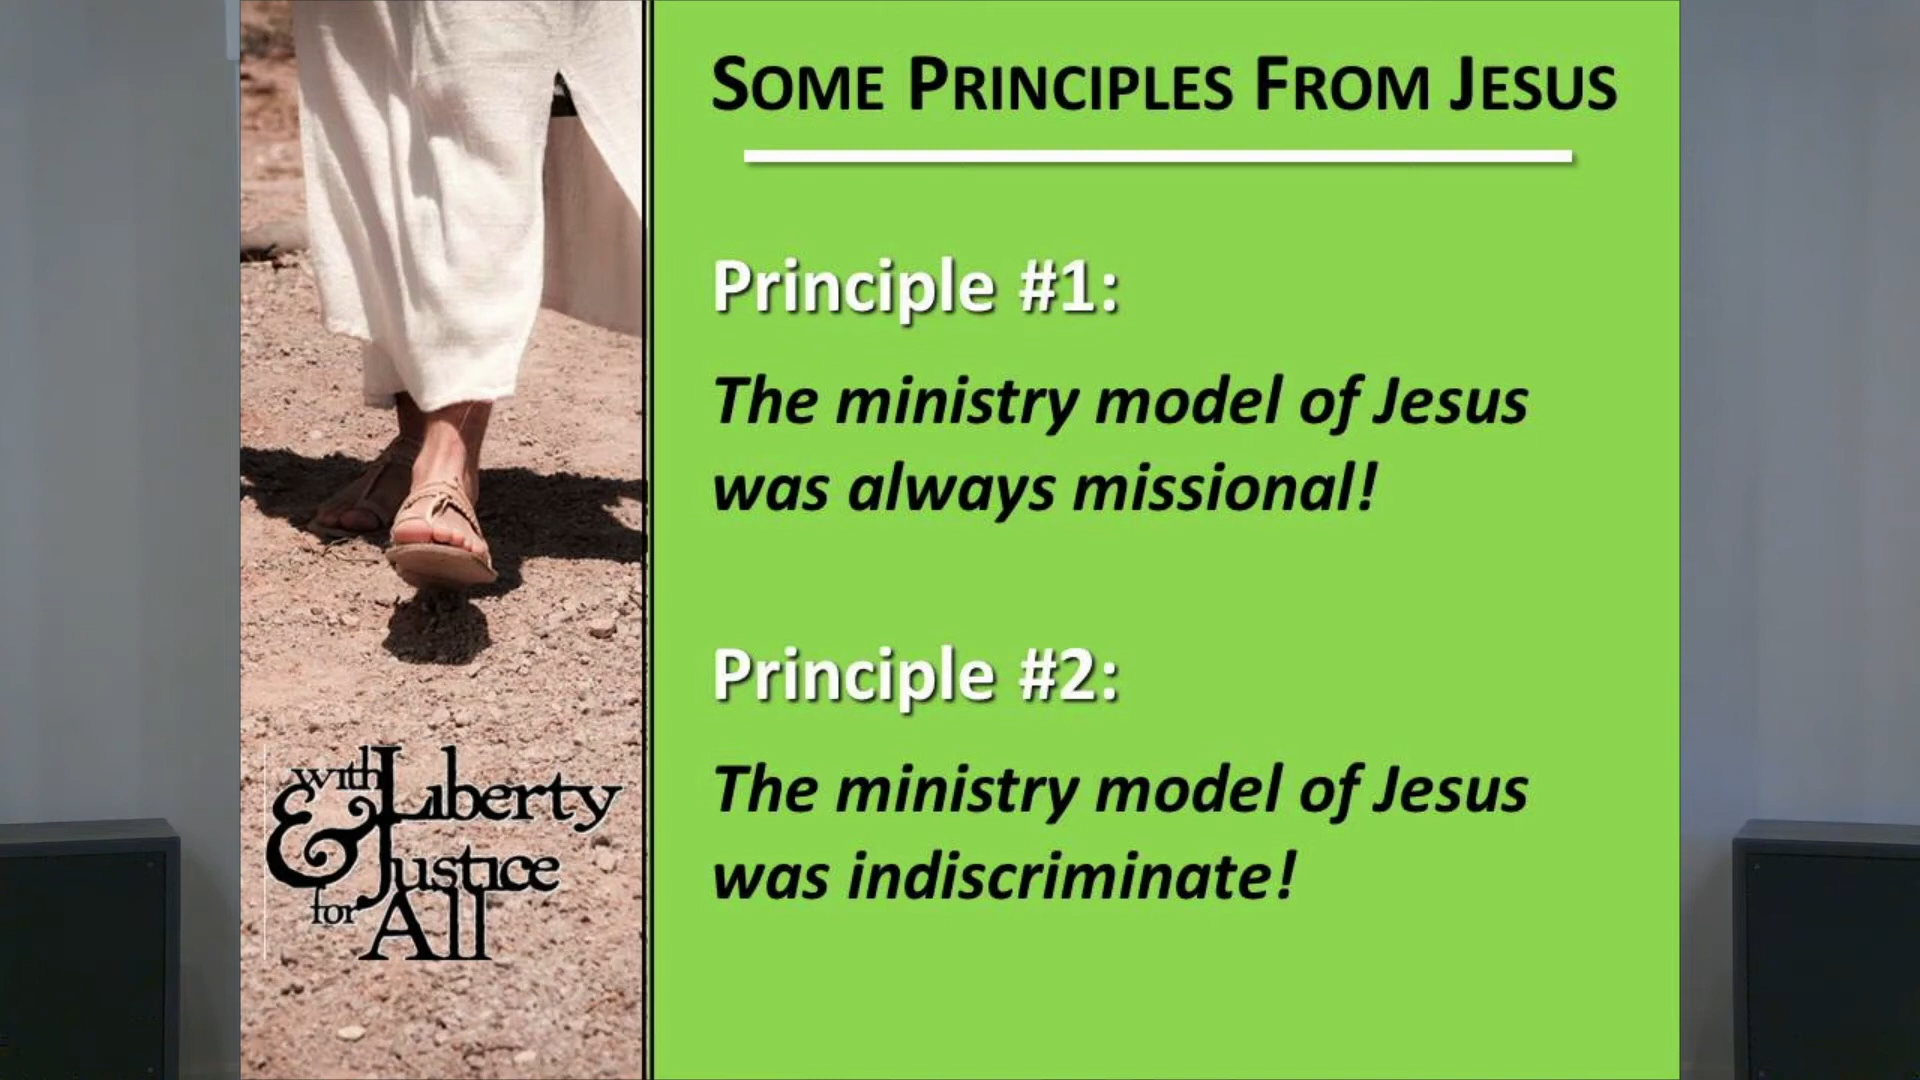 SOME PRINCIPLES FROM JESUS
Principle #1:
The ministry model of Jesus
was always missional!
Principle #2:
The ministry model of Jesus
was indiscriminate!
with Liberty
& Justice
for All